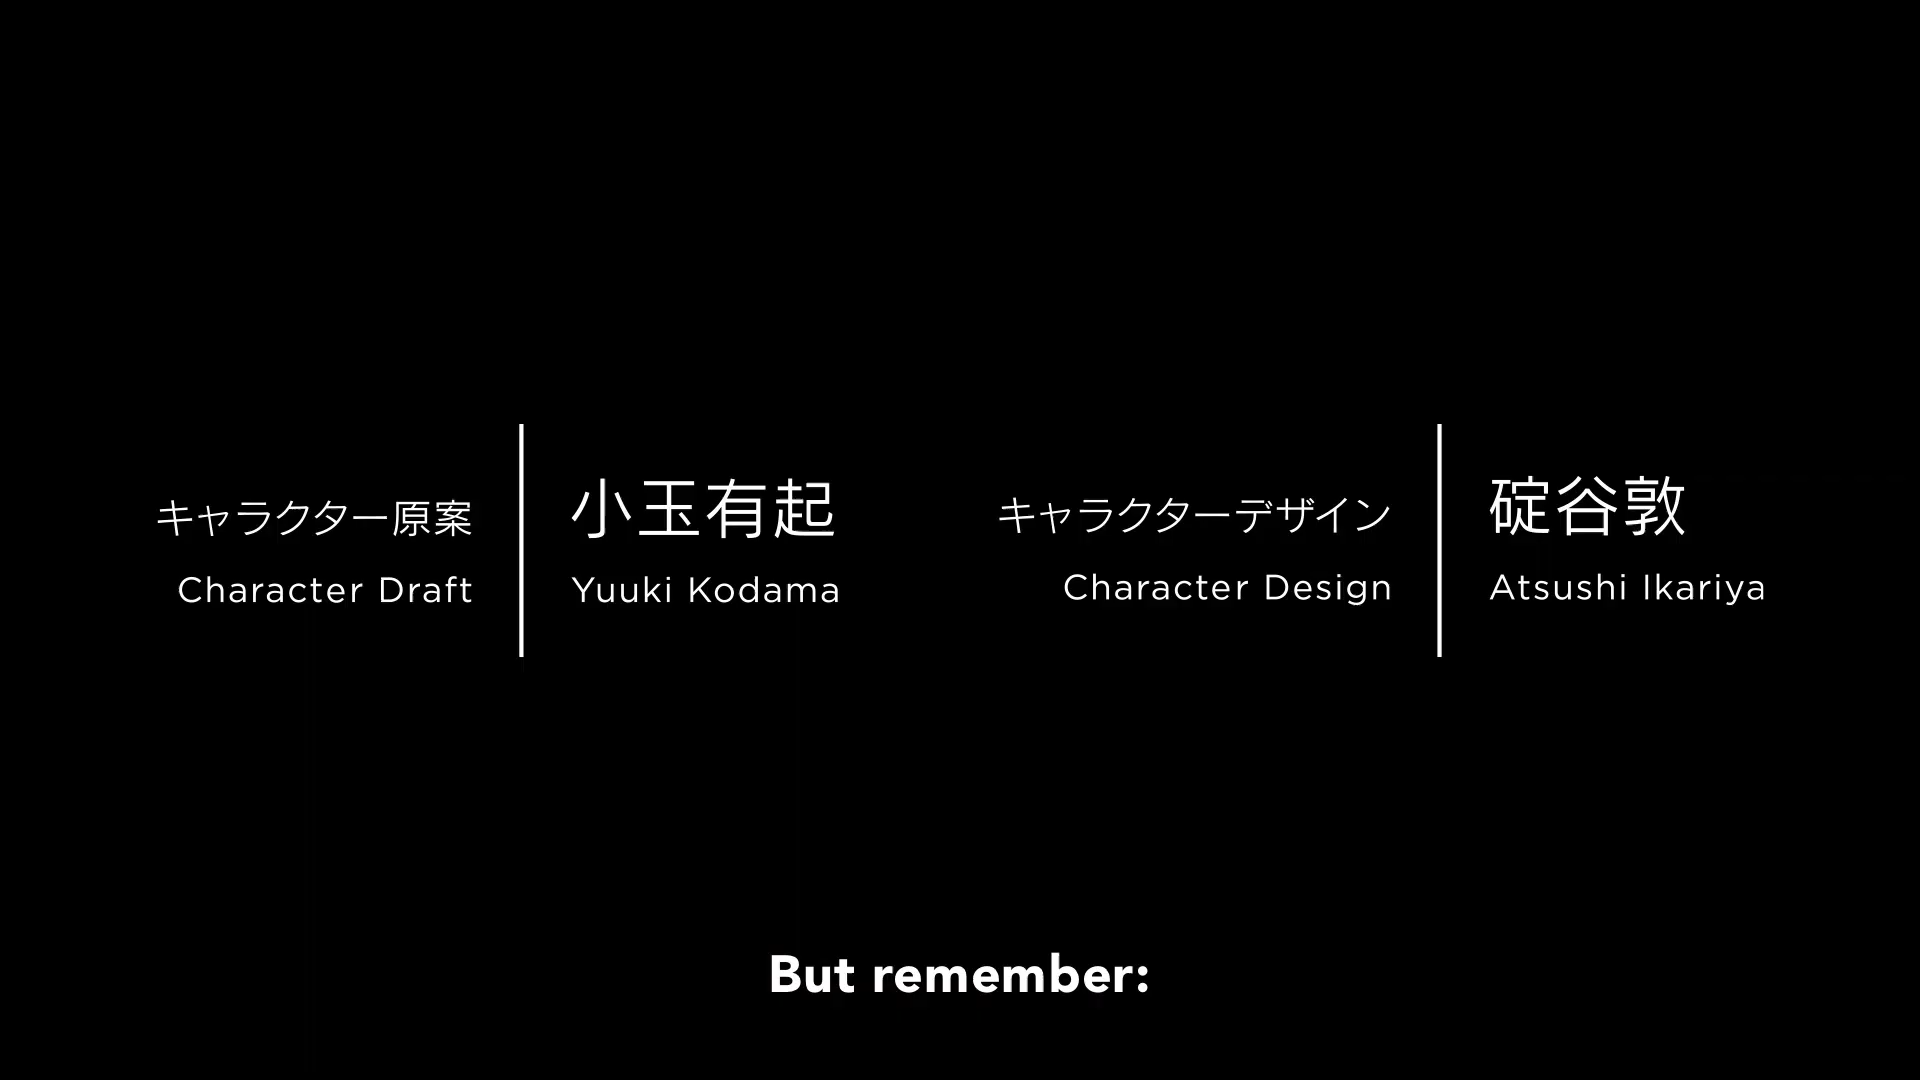 キャラクター原案
Character Draft
小玉有起
Yuuki Kodama
キャラクターデザイン
Character Design
碇谷敦
Atsushi Ikariya
But remember: